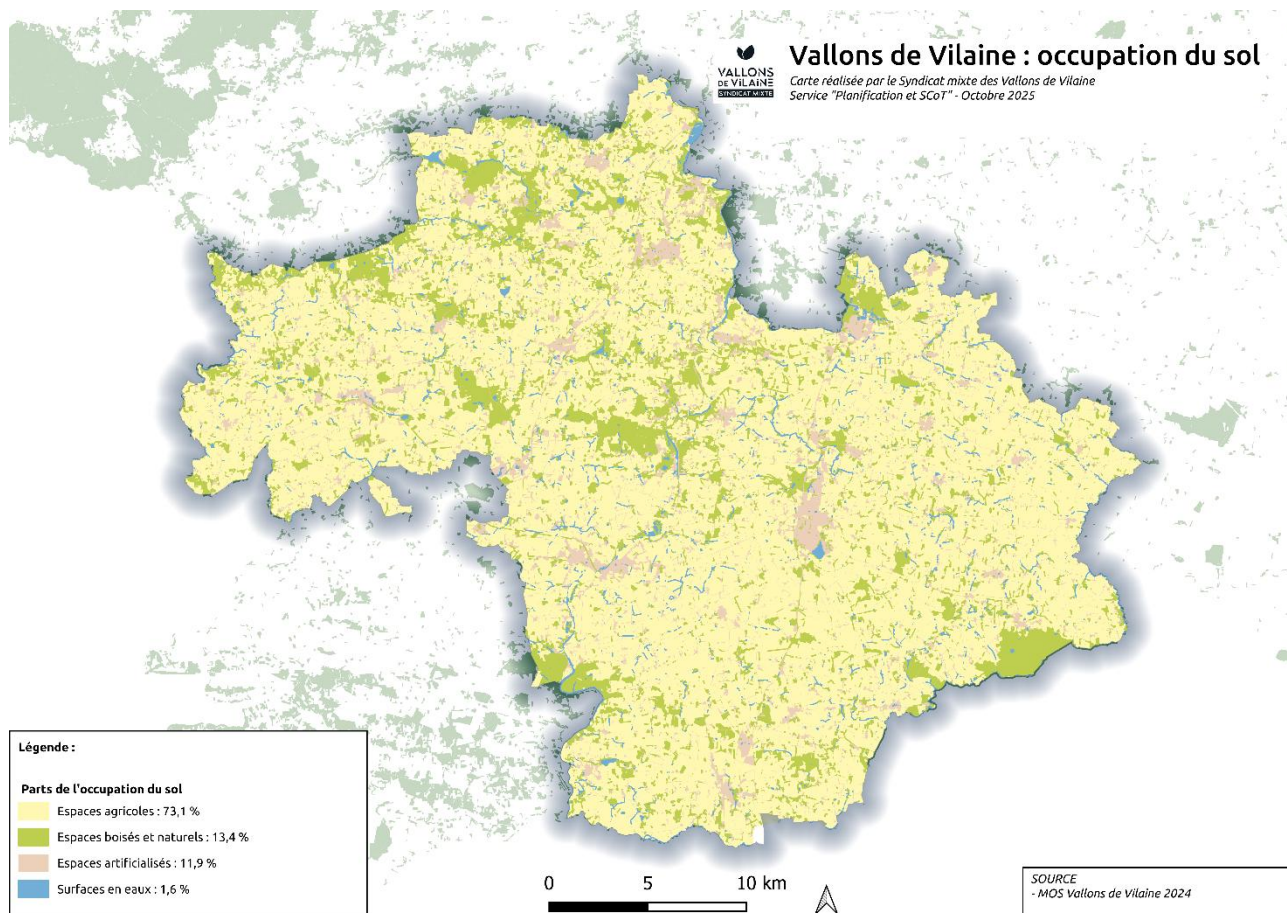 Vallons de Vilaine : occupation du sol
Carte réalisée par le Syndicat mixte des Vallons de Vilaine
Service "Planification et SCoT" - Octobre 2025
VALLONS
DE VILAINE
SYNDICAT MIXTE
Légende :
Parts de l'occupation du sol
Espaces agricoles : 73,1 %
Espaces boisés et naturels : 13,4 %
Espaces artificialisés : 11,9 %
Surfaces en eaux : 1,6 %
0 5 10 km
SOURCE
- MOS Vallons de Vilaine 2024